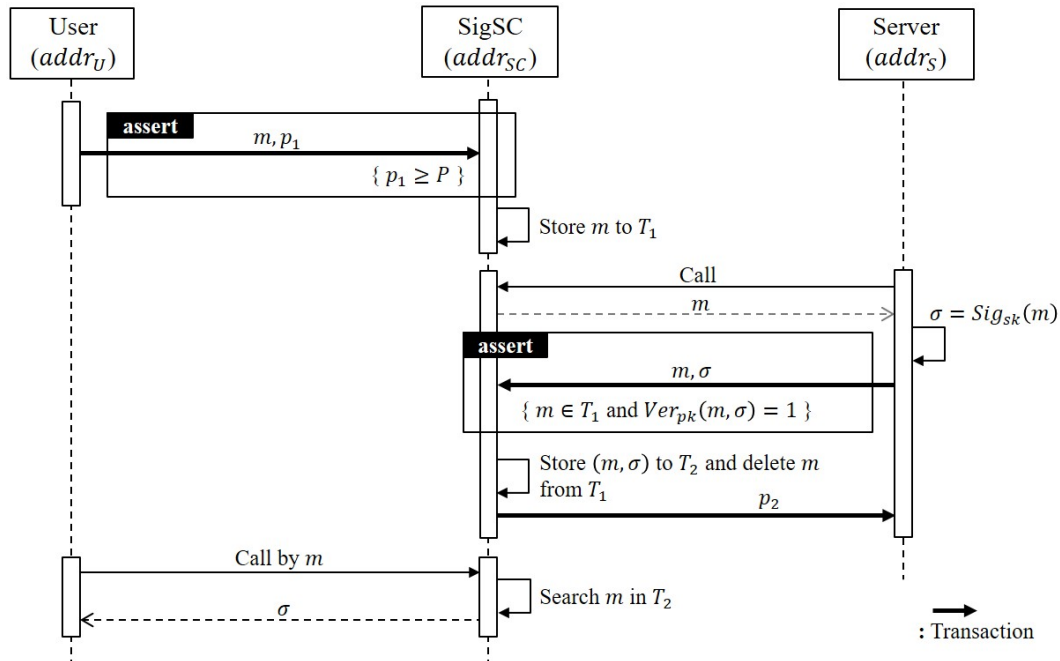 User
(addr_U)
SigSC
(addr_SC)
Server
(addr_S)
assert
m, p_1
{ p_1 ≥ P }
Store m to T_1
Call
m
σ = Sig_sk(m)
assert
m, σ
{ m ∈ T_1 and Ver_pk(m, σ) = 1 }
Store (m, σ) to T_2 and delete m
from T_1
p_2
Call by m
Search m in T_2
σ
: Transaction